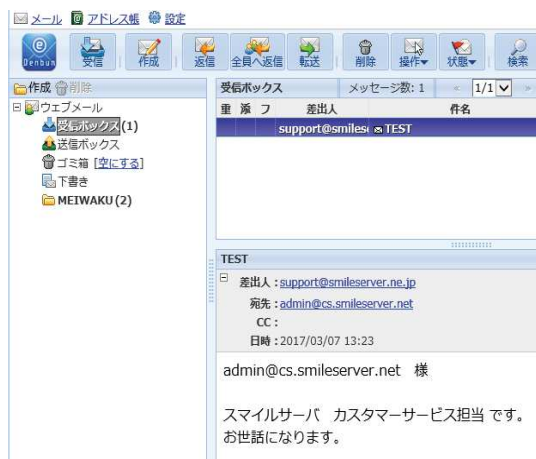 メール アドレス帳 設定
Denbun 受信 作成 返信 全員へ返信 転送 削除 操作▼ 状態▼ 検索
作成 削除
ウェブメール
受信ボックス(1)
送信ボックス
ゴミ箱 [空にする]
下書き
MEIWAKU(2)
受信ボックス メッセージ数: 1 « 1/1 »
重 添 フ 差出人 件名
support@smiles TEST
TEST
差出人 : support@smileserver.ne.jp
宛先 : admin@cs.smileserver.net
CC :
日時 : 2017/03/07 13:23
admin@cs.smileserver.net 様
スマイルサーバ カスタマーサービス担当 です。
お世話になります。